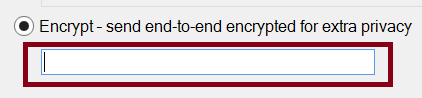 Encrypt - send end-to-end encrypted for extra privacy